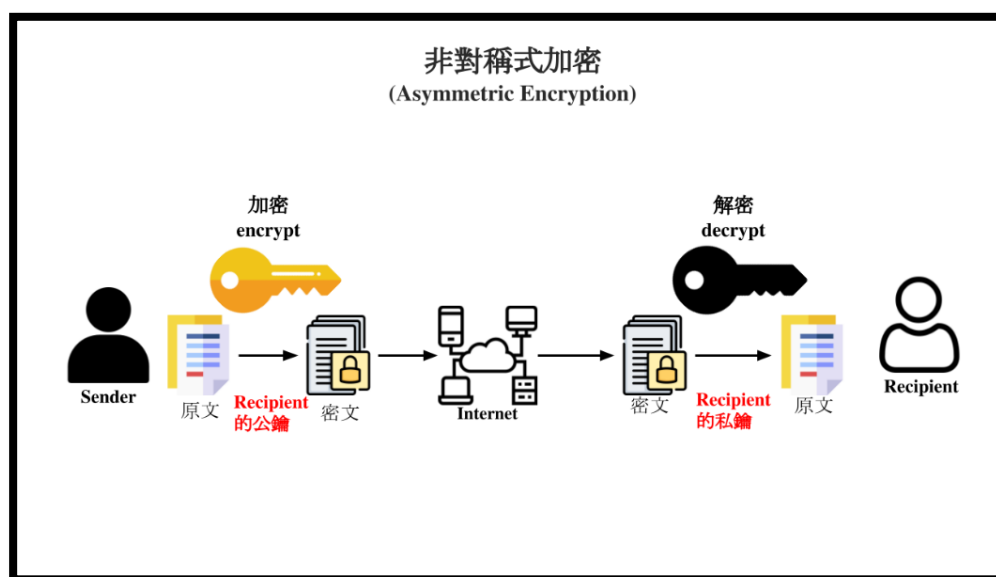 非對稱式加密
(Asymmetric Encryption)
加密
encrypt
解密
decrypt
Sender
原文
Recipient
的公鑰
密文
Internet
密文
Recipient
的私鑰
原文
Recipient